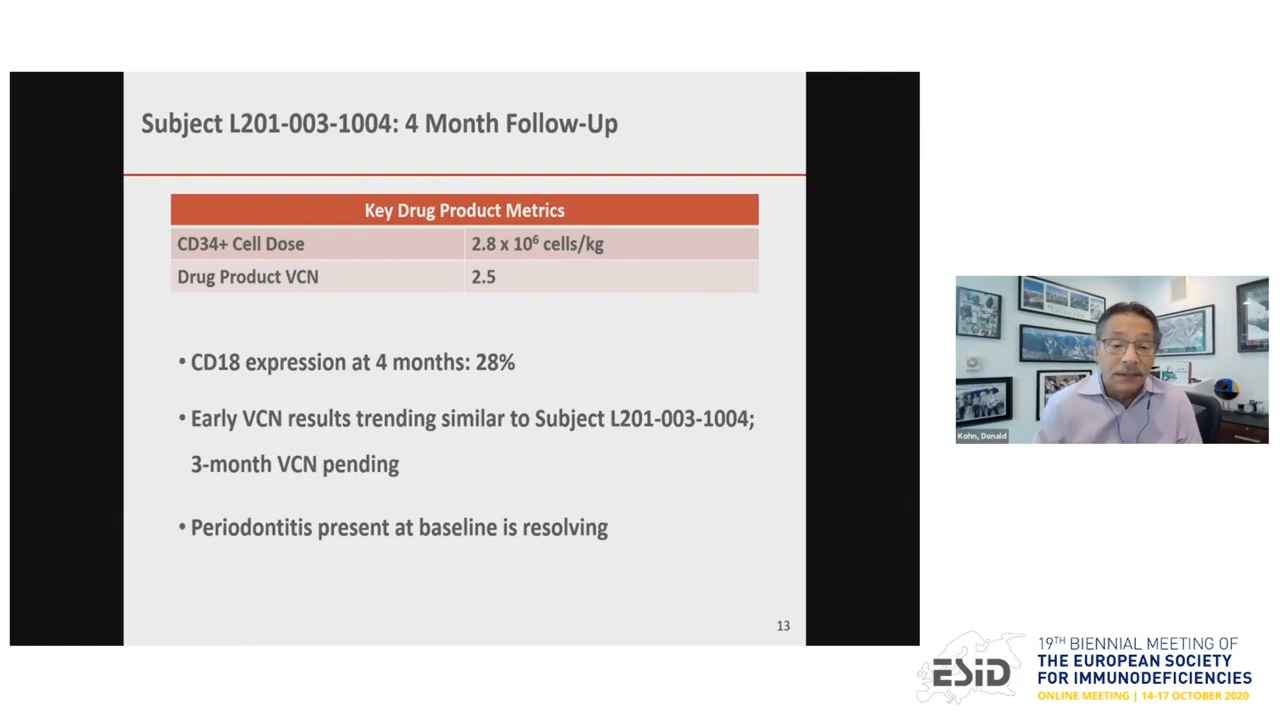 Subject L201-003-1004: 4 Month Follow-Up
Key Drug Product Metrics
CD34+ Cell Dose 2.8 x 10⁶ cells/kg
Drug Product VCN 2.5
• CD18 expression at 4 months: 28%
• Early VCN results trending similar to Subject L201-003-1004;
3-month VCN pending
• Periodontitis present at baseline is resolving
13
Kohn, Donald
ESID
19TH BIENNIAL MEETING OF
THE EUROPEAN SOCIETY
FOR IMMUNODEFICIENCIES
ONLINE MEETING | 14-17 OCTOBER 2020